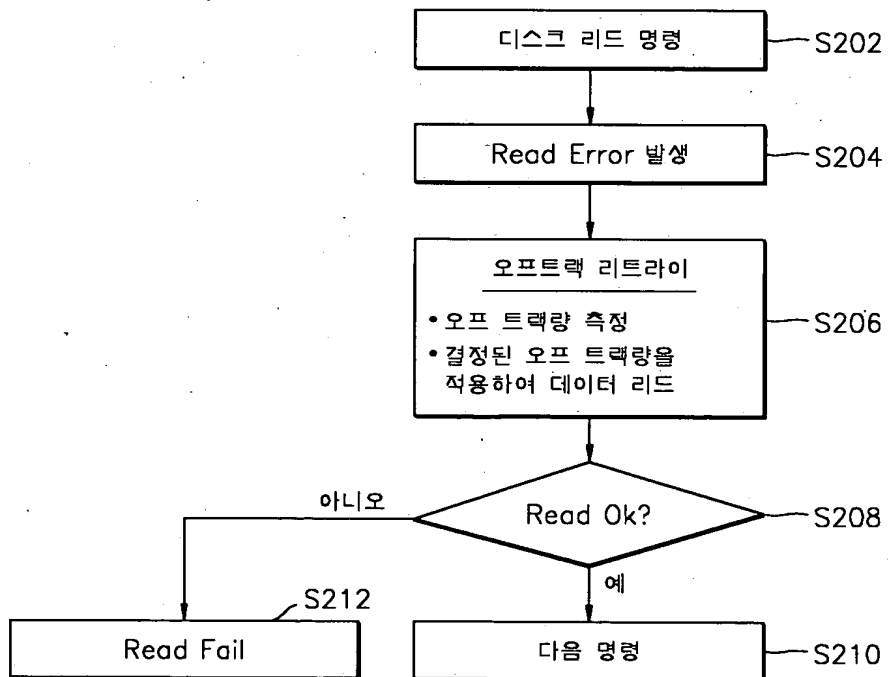 디스크 리드 명령
S202
Read Error 발생
S204
오프트랙 리트라이
• 오프 트랙량 측정
• 결정된 오프 트랙량을
적용하여 데이터 리드
S206
아니오
Read Ok?
S208
예
S212
Read Fail
다음 명령
S210